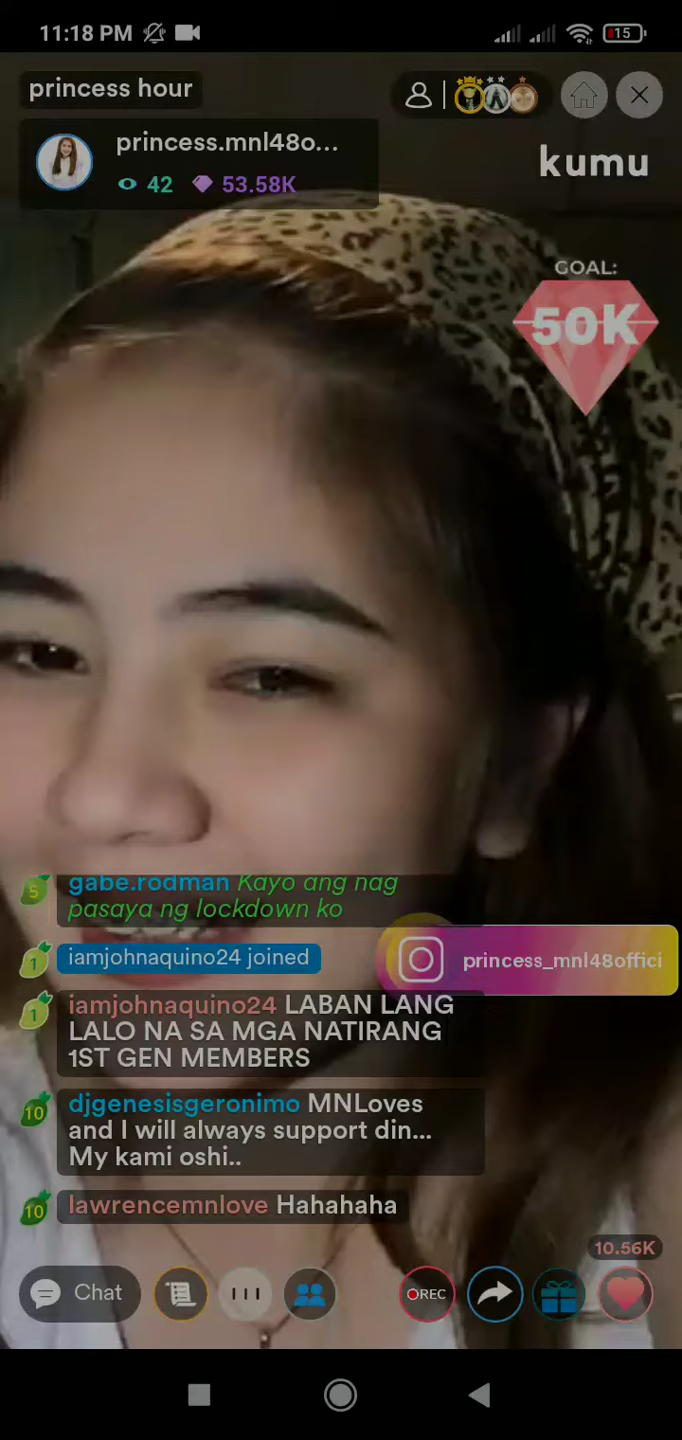 11:18 PM
15
princess hour
princess.mnl48o...
42
53.58K
kumu
GOAL:
50K
gabe.rodman Kayo ang nag
pasaya ng lockdown ko
5
1
iamjohnaquino24 joined
princess_mnl48offici
1
iamjohnaquino24 LABAN LANG
LALO NA SA MGA NATIRANG
1ST GEN MEMBERS
10
djgenesisgeronimo MNLoves
and I will always support din...
My kami oshi..
10
lawrencemnlove Hahahaha
10.56K
Chat
REC